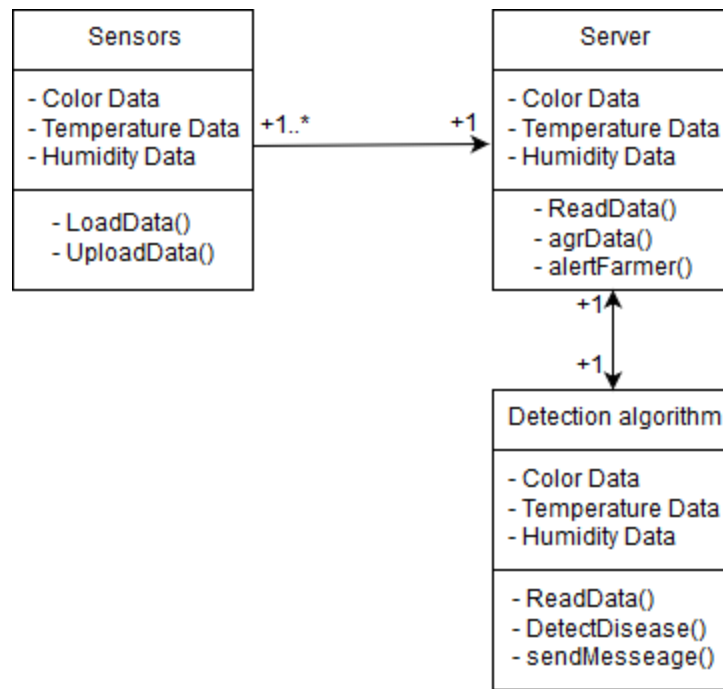 Sensors
- Color Data
- Temperature Data
- Humidity Data
- LoadData()
- UploadData()
+1..*
+1
Server
- Color Data
- Temperature Data
- Humidity Data
- ReadData()
- agrData()
- alertFarmer()
+1
+1
Detection algorithm
- Color Data
- Temperature Data
- Humidity Data
- ReadData()
- DetectDisease()
- sendMesseage()